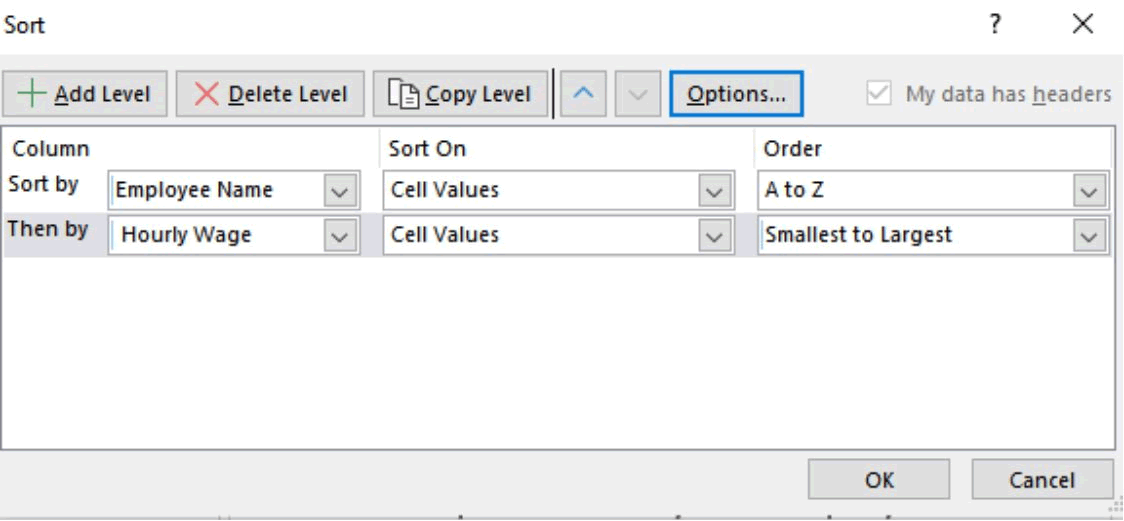 Sort ?
Add Level Delete Level Copy Level Options... My data has headers
Column Sort On Order
Sort by Employee Name Cell Values A to Z
Then by Hourly Wage Cell Values Smallest to Largest
OK Cancel